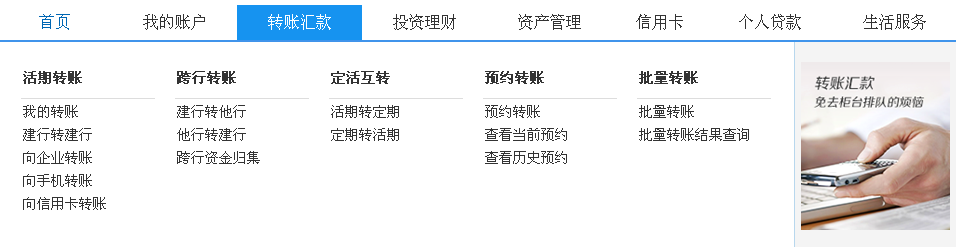 首页 我的账户 转账汇款 投资理财 资产管理 信用卡 个人贷款 生活服务
活期转账
我的转账
建行转建行
向企业转账
向手机转账
向信用卡转账
跨行转账
建行转他行
他行转建行
跨行资金归集
定活互转
活期转定期
定期转活期
预约转账
预约转账
查看当前预约
查看历史预约
批量转账
批量转账
批量转账结果查询
转账汇款
免去柜台排队的烦恼